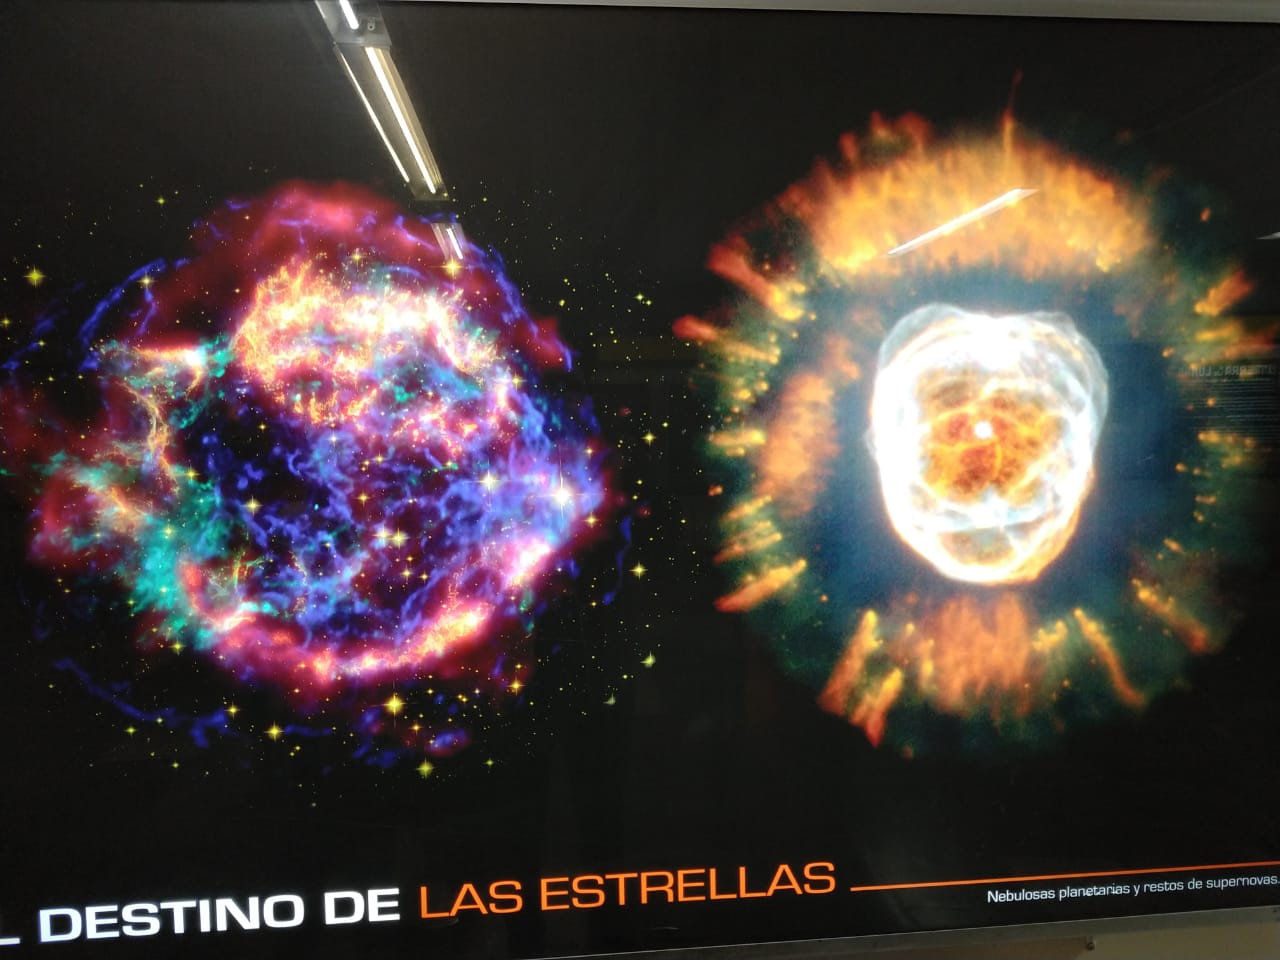 L DESTINO DE LAS ESTRELLAS
Nebulosas planetarias y restos de supernovas.